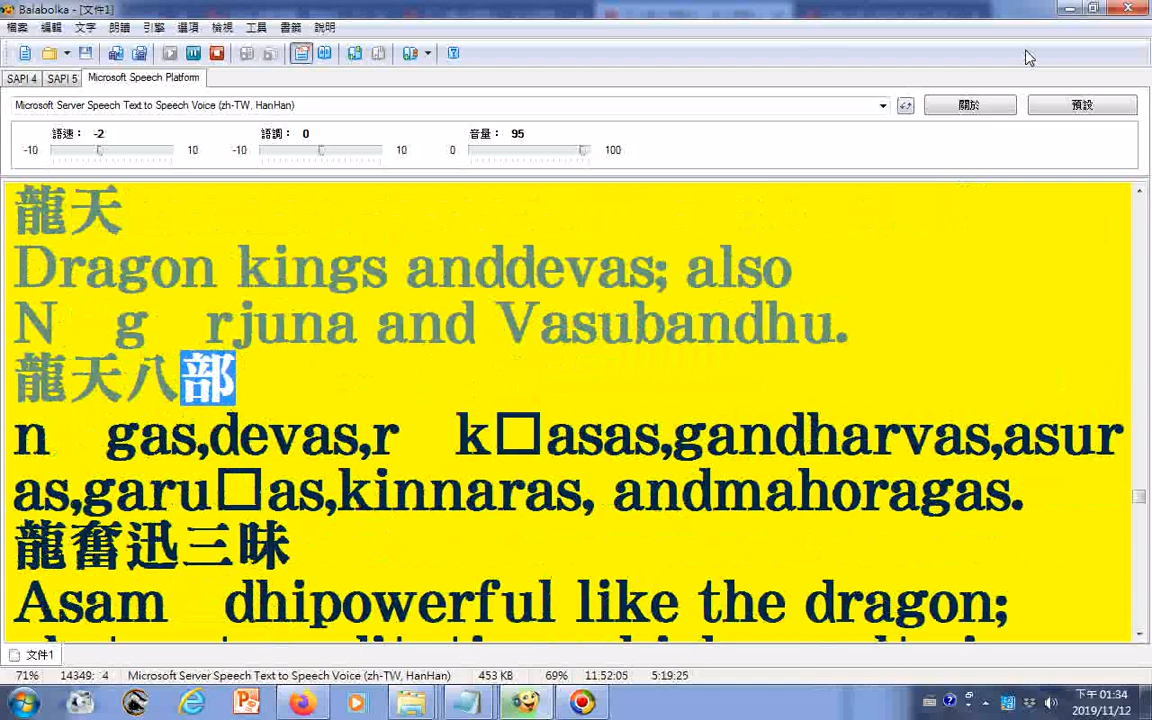 Balabolka - [文件1]
檔案 編輯 文字 朗讀 引擎 選項 檢視 工具 書籤 說明
SAPI 4 SAPI 5 Microsoft Speech Platform
Microsoft Server Speech Text to Speech Voice (zh-TW, HanHan) 關於 預設
語速： -2 語調： 0 音量： 95
-10 10 -10 10 0 100
龍天
Dragon kings anddevas; also
N g rjuna and Vasubandhu.
龍天八部
n gas,devas,r k□asas,gandharvas,asur
as,garu□as,kinnaras, andmahoragas.
龍奮迅三昧
Asam dhipowerful like the dragon;
文件1
71% 14349: 4 Microsoft Server Speech Text to Speech Voice (zh-TW, HanHan) 453 KB 69% 11:52:05 5:19:25
下午 01:34
2019/11/12